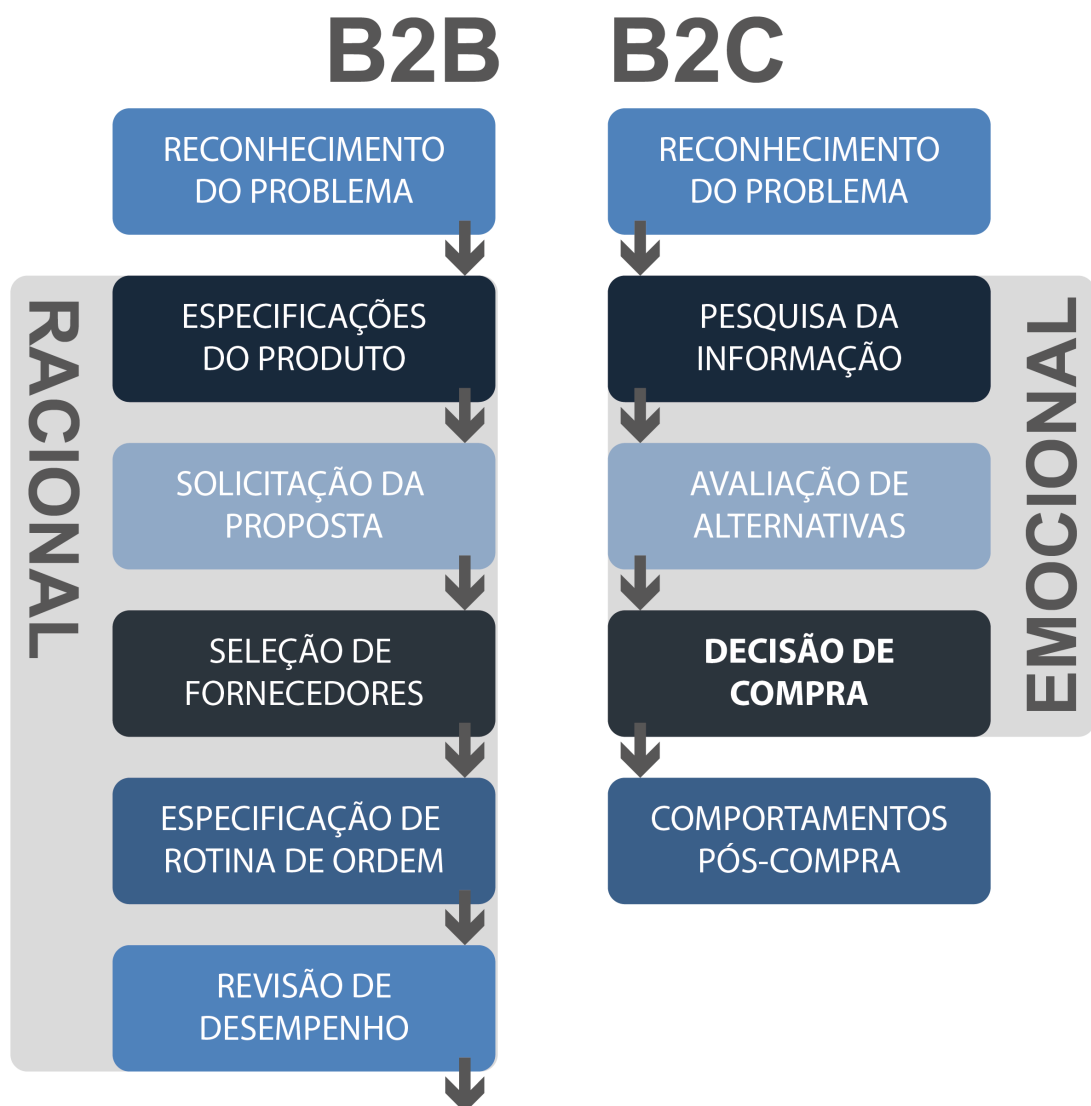 B2B
RECONHECIMENTO
DO PROBLEMA
RACIONAL
ESPECIFICAÇÕES
DO PRODUTO
SOLICITAÇÃO DA
PROPOSTA
SELEÇÃO DE
FORNECEDORES
ESPECIFICAÇÃO DE
ROTINA DE ORDEM
REVISÃO DE
DESEMPENHO
B2C
RECONHECIMENTO
DO PROBLEMA
PESQUISA DA
INFORMAÇÃO
AVALIAÇÃO DE
ALTERNATIVAS
DECISÃO DE
COMPRA
EMOCIONAL
COMPORTAMENTOS
PÓS-COMPRA